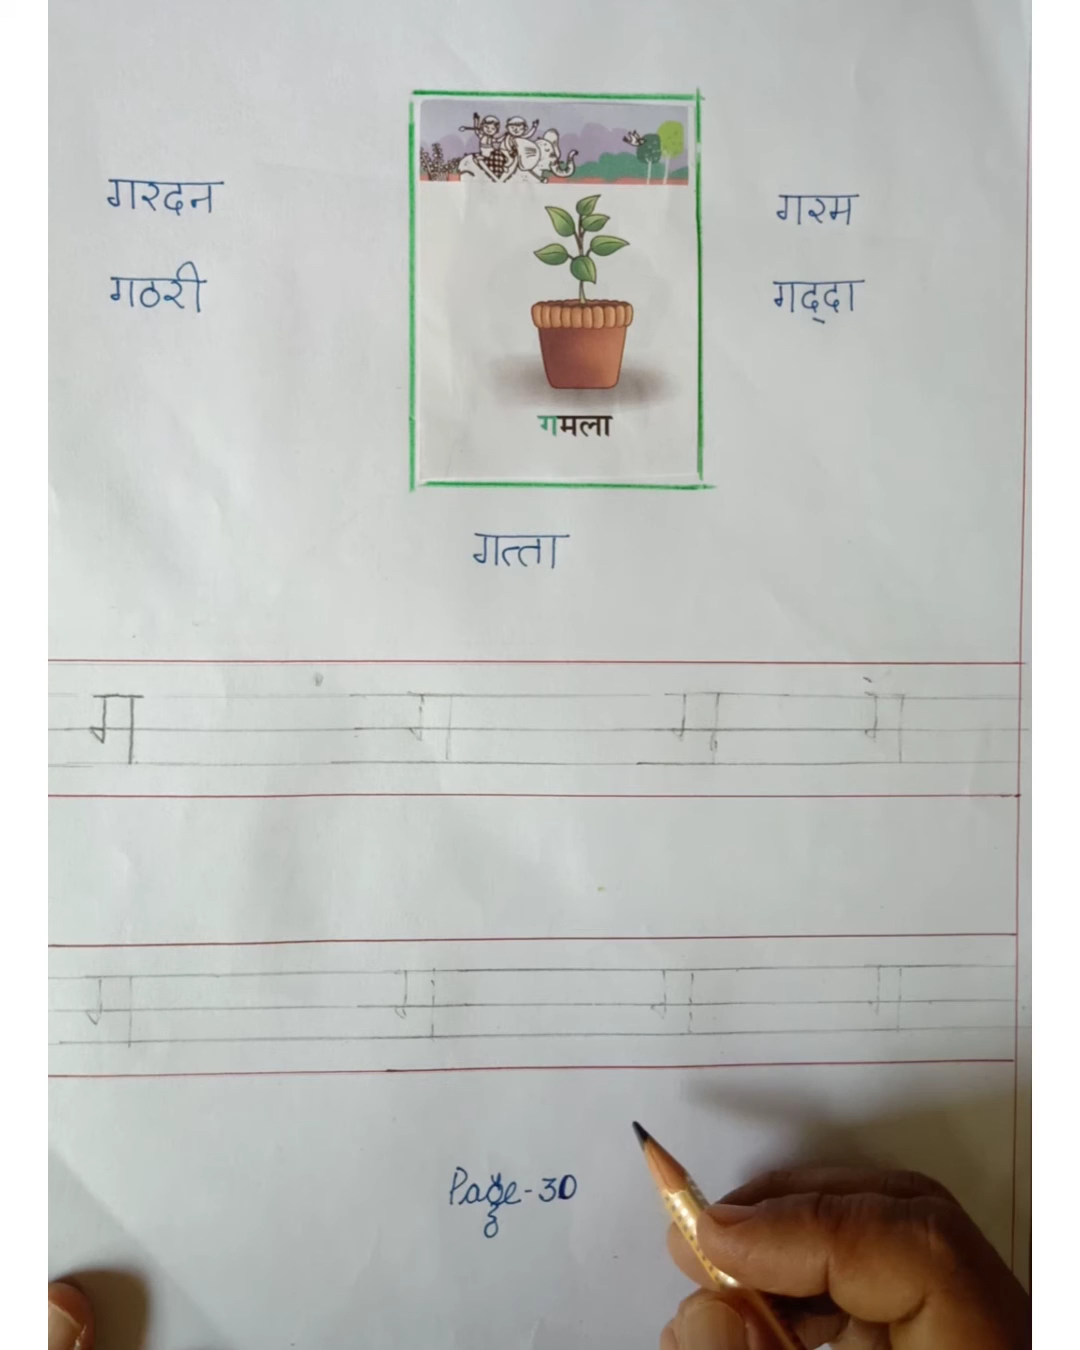 गरदन
गरम
गठरी
गद्दा
गमला
गत्ता
ग ग ग ग
ग ग ग ग
Page-30